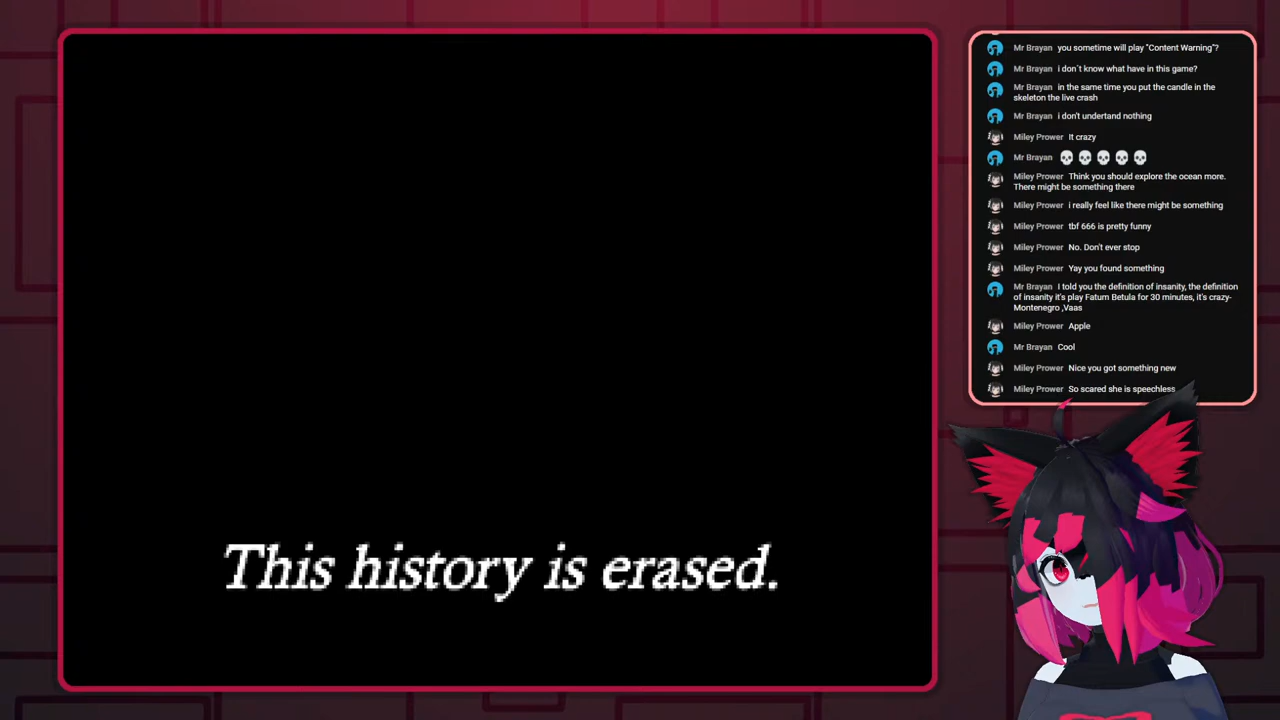 Mr Brayan you sometime will play "Content Warning"?
Mr Brayan i don´t know what have in this game?
Mr Brayan in the same time you put the candle in the
skeleton the live crash
Mr Brayan i don't undertand nothing
Miley Prower It crazy
Mr Brayan 💀💀💀💀💀
Miley Prower Think you should explore the ocean more.
There might be something there
Miley Prower i really feel like there might be something
Miley Prower tbf 666 is pretty funny
Miley Prower No. Don't ever stop
Miley Prower Yay you found something
Mr Brayan I told you the definition of insanity, the definition
of insanity it's play Fatum Betula for 30 minutes, it's crazy-
Montenegro ,Vaas
Miley Prower Apple
Mr Brayan Cool
Miley Prower Nice you got something new
Miley Prower So scared she is speechless
This history is erased.